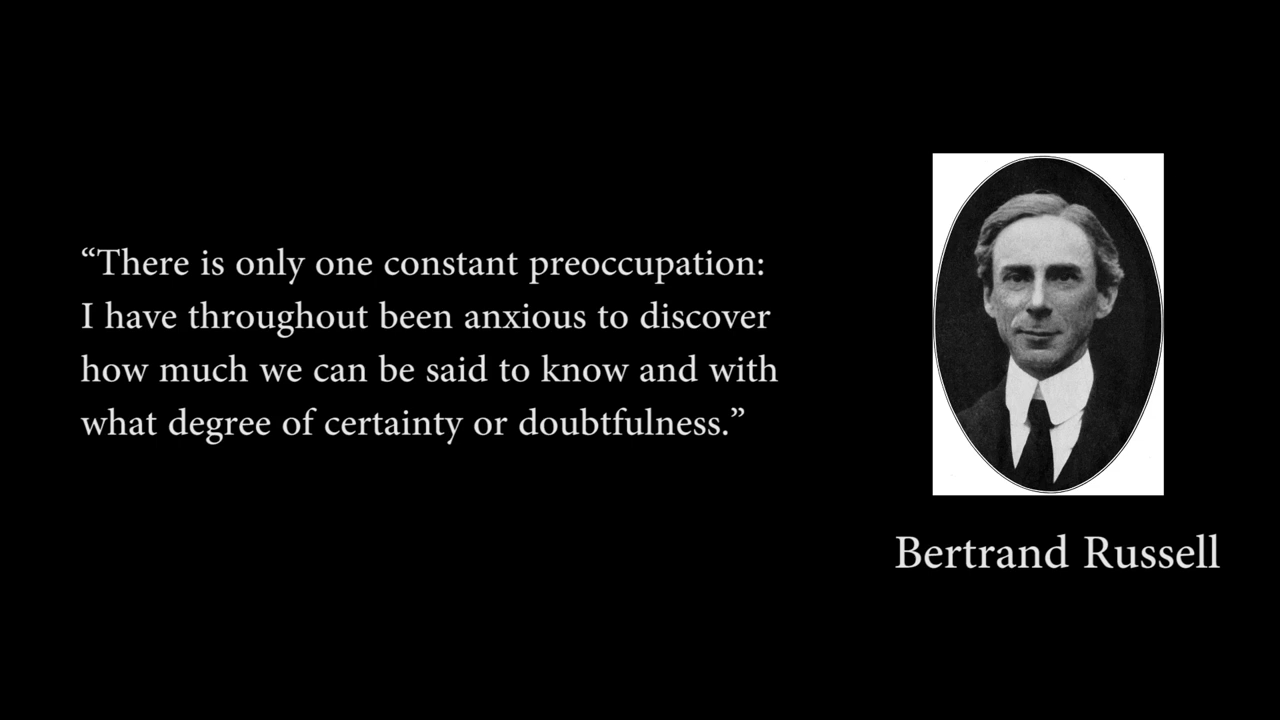 “There is only one constant preoccupation:
I have throughout been anxious to discover
how much we can be said to know and with
what degree of certainty or doubtfulness.”
Bertrand Russell